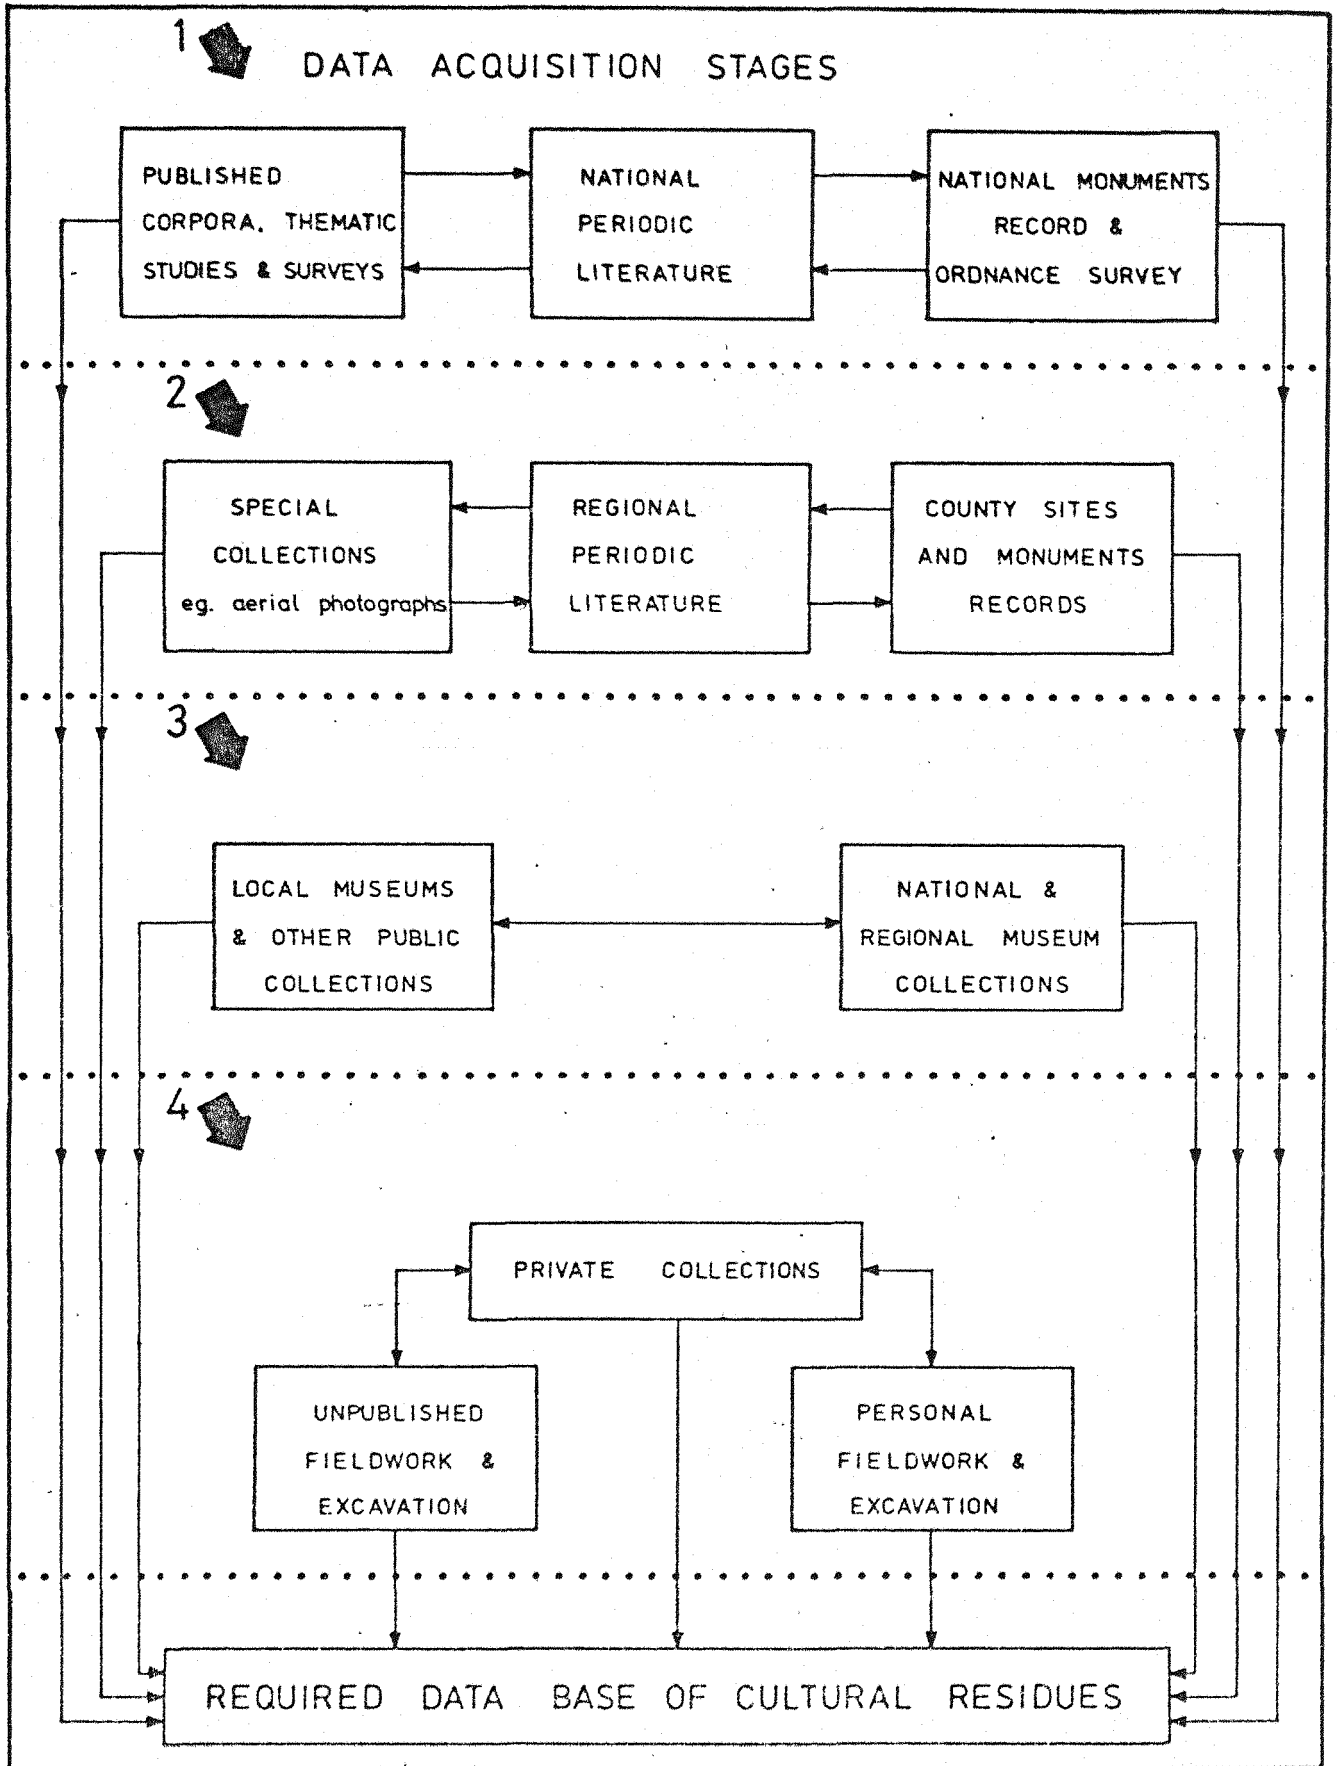 1
DATA ACQUISITION STAGES
PUBLISHED
CORPORA, THEMATIC
STUDIES & SURVEYS
NATIONAL
PERIODIC
LITERATURE
NATIONAL MONUMENTS
RECORD &
ORDNANCE SURVEY
2
SPECIAL
COLLECTIONS
eg. aerial photographs
REGIONAL
PERIODIC
LITERATURE
COUNTY SITES
AND MONUMENTS
RECORDS
3
LOCAL MUSEUMS
& OTHER PUBLIC
COLLECTIONS
NATIONAL &
REGIONAL MUSEUM
COLLECTIONS
4
PRIVATE COLLECTIONS
UNPUBLISHED
FIELDWORK &
EXCAVATION
PERSONAL
FIELDWORK &
EXCAVATION
REQUIRED DATA BASE OF CULTURAL RESIDUES